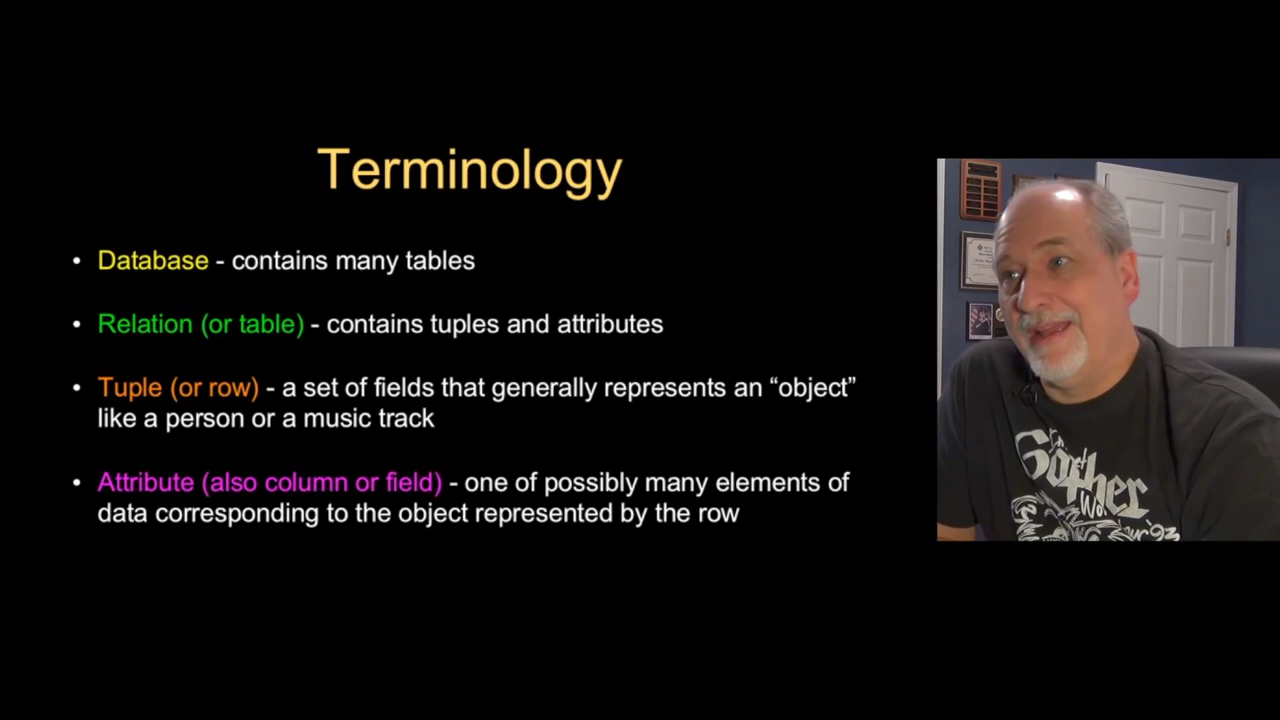 Terminology
• Database - contains many tables
• Relation (or table) - contains tuples and attributes
• Tuple (or row) - a set of fields that generally represents an “object”
like a person or a music track
• Attribute (also column or field) - one of possibly many elements of
data corresponding to the object represented by the row
Gopher